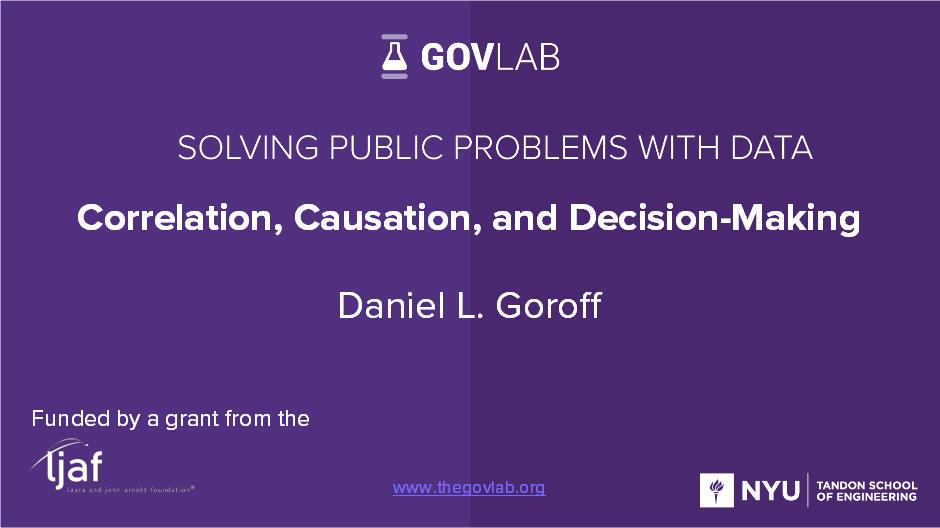 GOVLAB
SOLVING PUBLIC PROBLEMS WITH DATA
Correlation, Causation, and Decision-Making
Daniel L. Goroff
Funded by a grant from the
ljaf
laura and john arnold foundation®
www.thegovlab.org
NYU TANDON SCHOOL
OF ENGINEERING